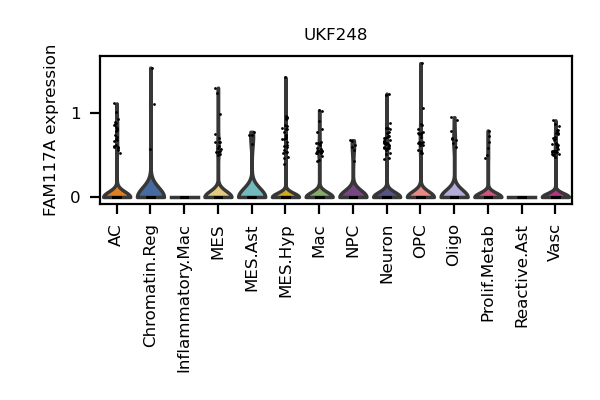 UKF248
FAM117A expression
1
0
AC
Chromatin.Reg
Inflammatory.Mac
MES
MES.Ast
MES.Hyp
Mac
NPC
Neuron
OPC
Oligo
Prolif.Metab
Reactive.Ast
Vasc